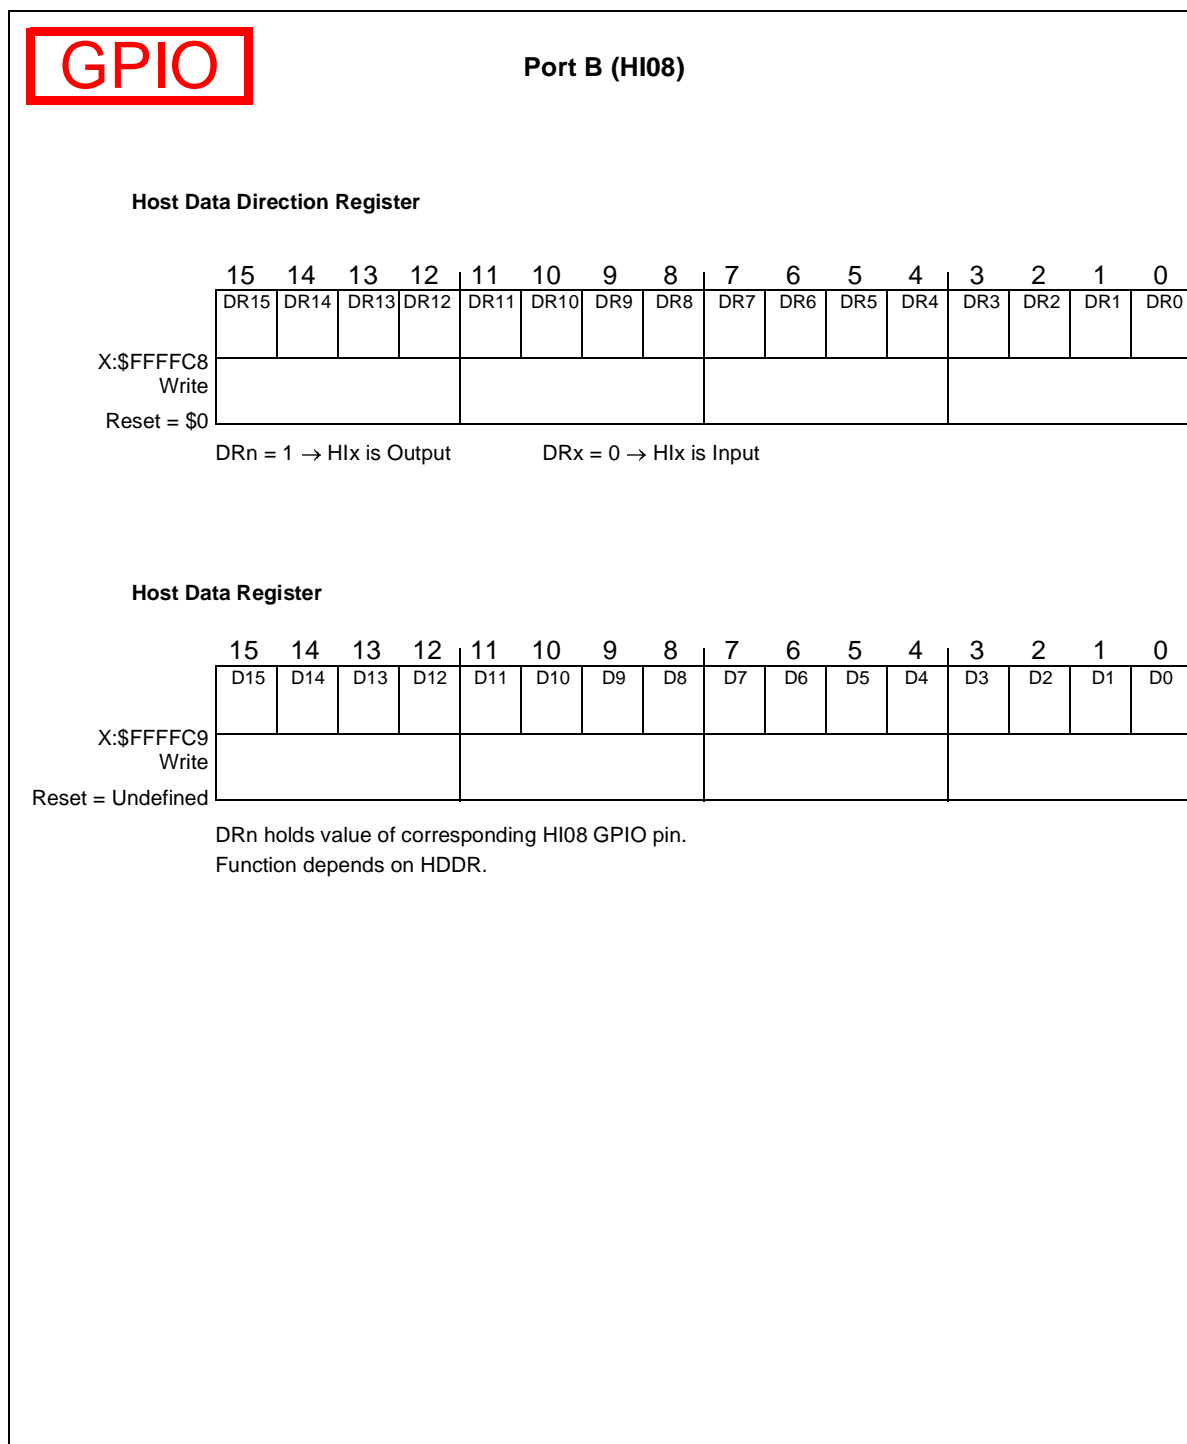 GPIO
Port B (HI08)
Host Data Direction Register
15 14 13 12 11 10 9 8 7 6 5 4 3 2 1 0
DR15 DR14 DR13 DR12 DR11 DR10 DR9 DR8 DR7 DR6 DR5 DR4 DR3 DR2 DR1 DR0
X:$FFFFC8
Write
Reset = $0
DRn = 1 → HIx is Output DRx = 0 → HIx is Input
Host Data Register
15 14 13 12 11 10 9 8 7 6 5 4 3 2 1 0
D15 D14 D13 D12 D11 D10 D9 D8 D7 D6 D5 D4 D3 D2 D1 D0
X:$FFFFC9
Write
Reset = Undefined
DRn holds value of corresponding HI08 GPIO pin.
Function depends on HDDR.